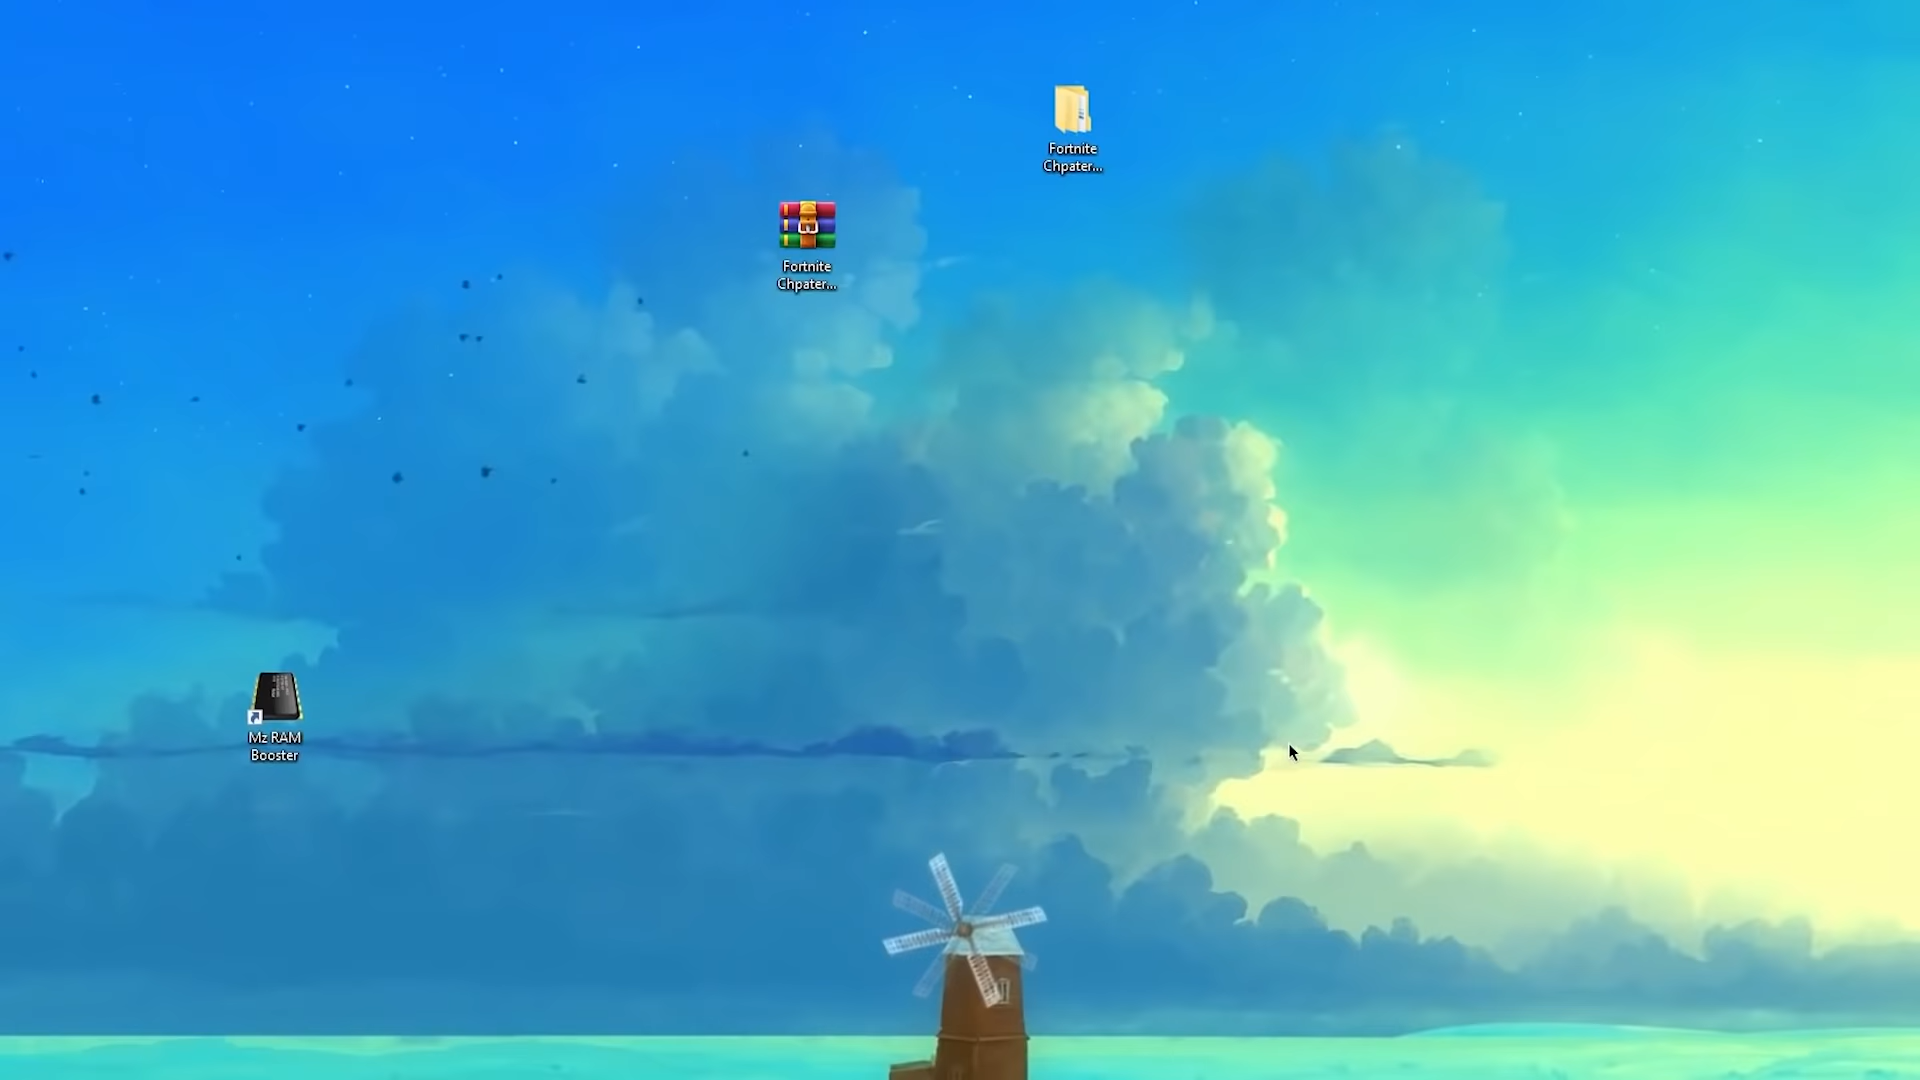 Fortnite
Chpater...
Fortnite
Chpater...
Mz RAM
Booster